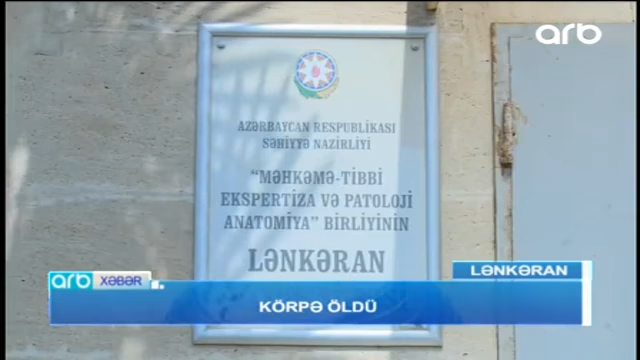 arb
AZƏRBAYCAN RESPUBLİKASI
SƏHİYYƏ NAZİRLİYİ
"MƏHKƏMƏ-TİBBİ
EKSPERTİZA VƏ PATOLOJİ
ANATOMİYA" BİRLİYİNİN
LƏNKƏRAN
LƏNKƏRAN
arb XƏBƏR
KÖRPƏ ÖLDÜ